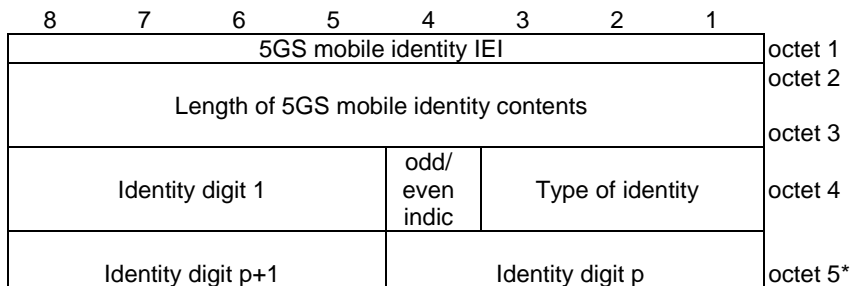 8 7 6 5 4 3 2 1
5GS mobile identity IEI octet 1
octet 2
Length of 5GS mobile identity contents
octet 3
odd/
Identity digit 1 even Type of identity octet 4
indic
Identity digit p+1 Identity digit p octet 5*